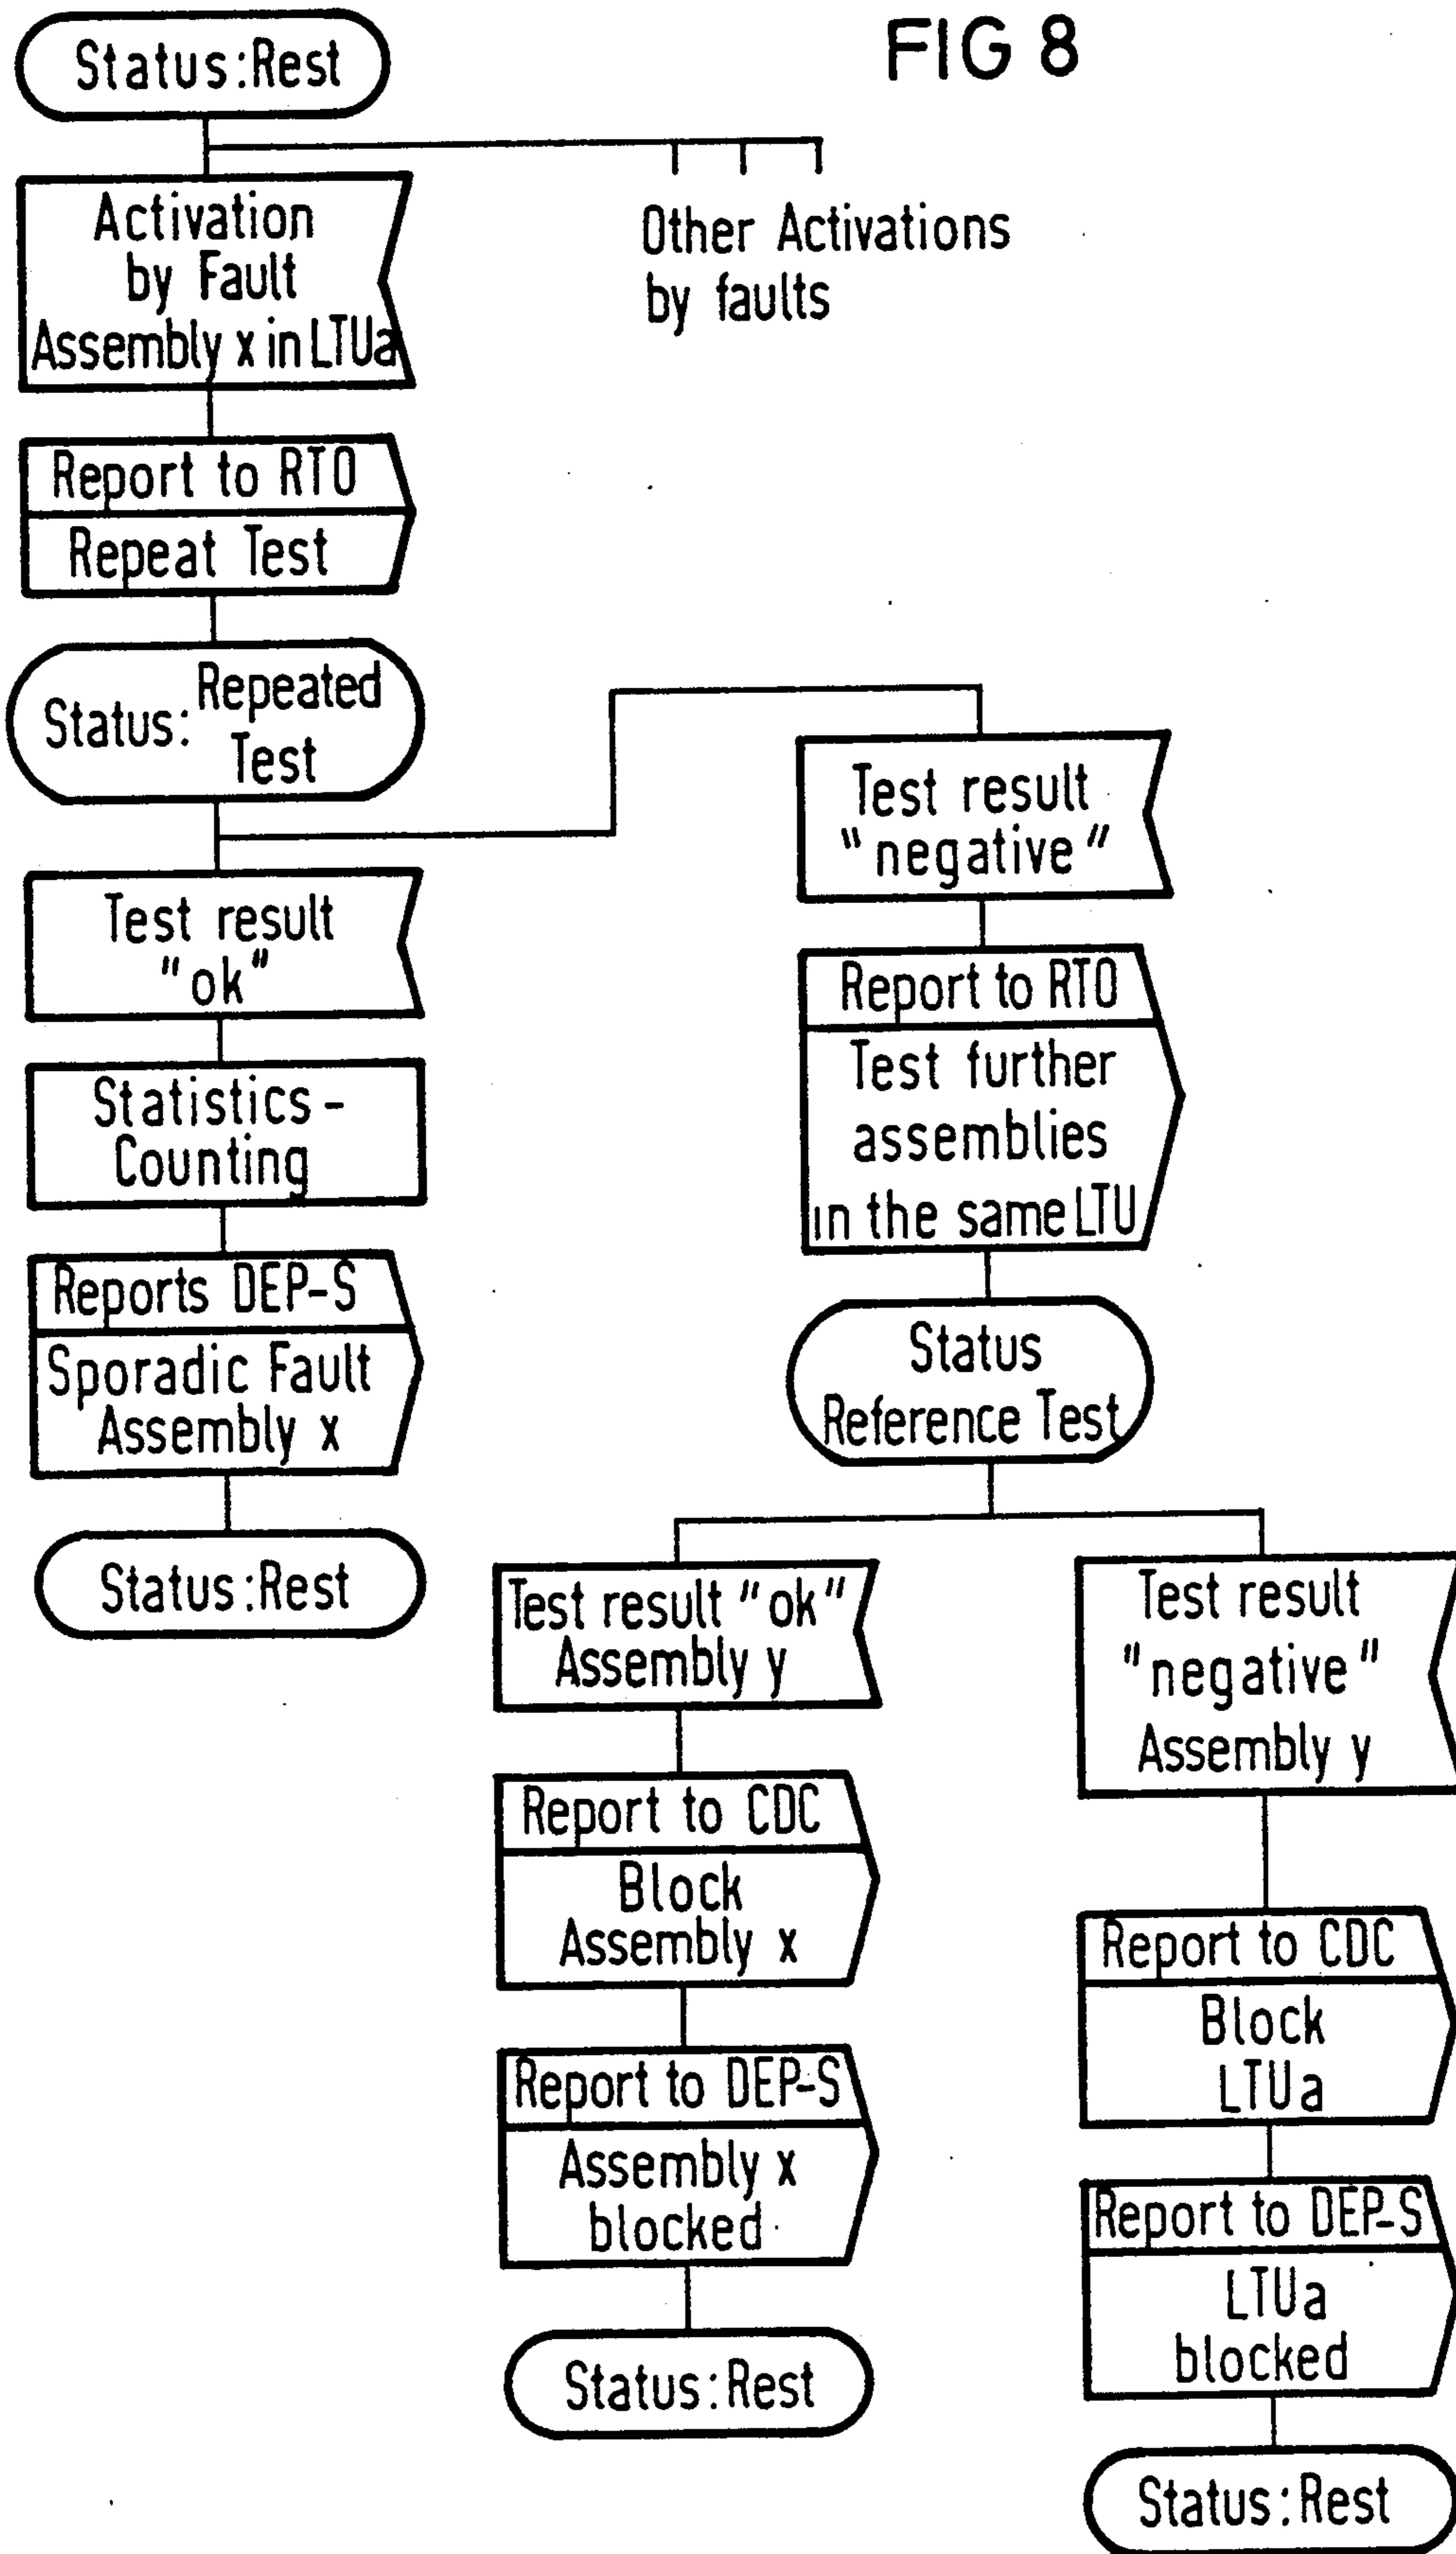 FIG 8
Status:Rest
Activation
by Fault
Assembly x in LTUa
Other Activations
by faults
Report to RTO
Repeat Test
Status: Repeated
Test
Test result
"ok"
Statistics-
Counting
Reports DEP-S
Sporadic Fault
Assembly x
Status:Rest
Test result
"negative"
Report to RTO
Test further
assemblies
in the same LTU
Status
Reference Test
Test result "ok"
Assembly y
Report to CDC
Block
Assembly x
Report to DEP-S
Assembly x
blocked
Status:Rest
Test result
"negative"
Assembly y
Report to CDC
Block
LTUa
Report to DEP-S
LTUa
blocked
Status:Rest